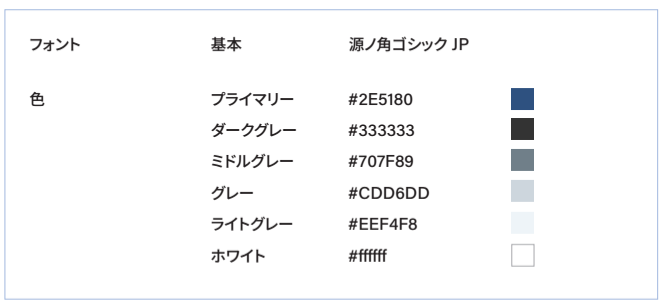 フォント 基本 源ノ角ゴシック JP
色 プライマリー #2E5180
ダークグレー #333333
ミドルグレー #707F89
グレー #CDD6DD
ライトグレー #EEF4F8
ホワイト #ffffff